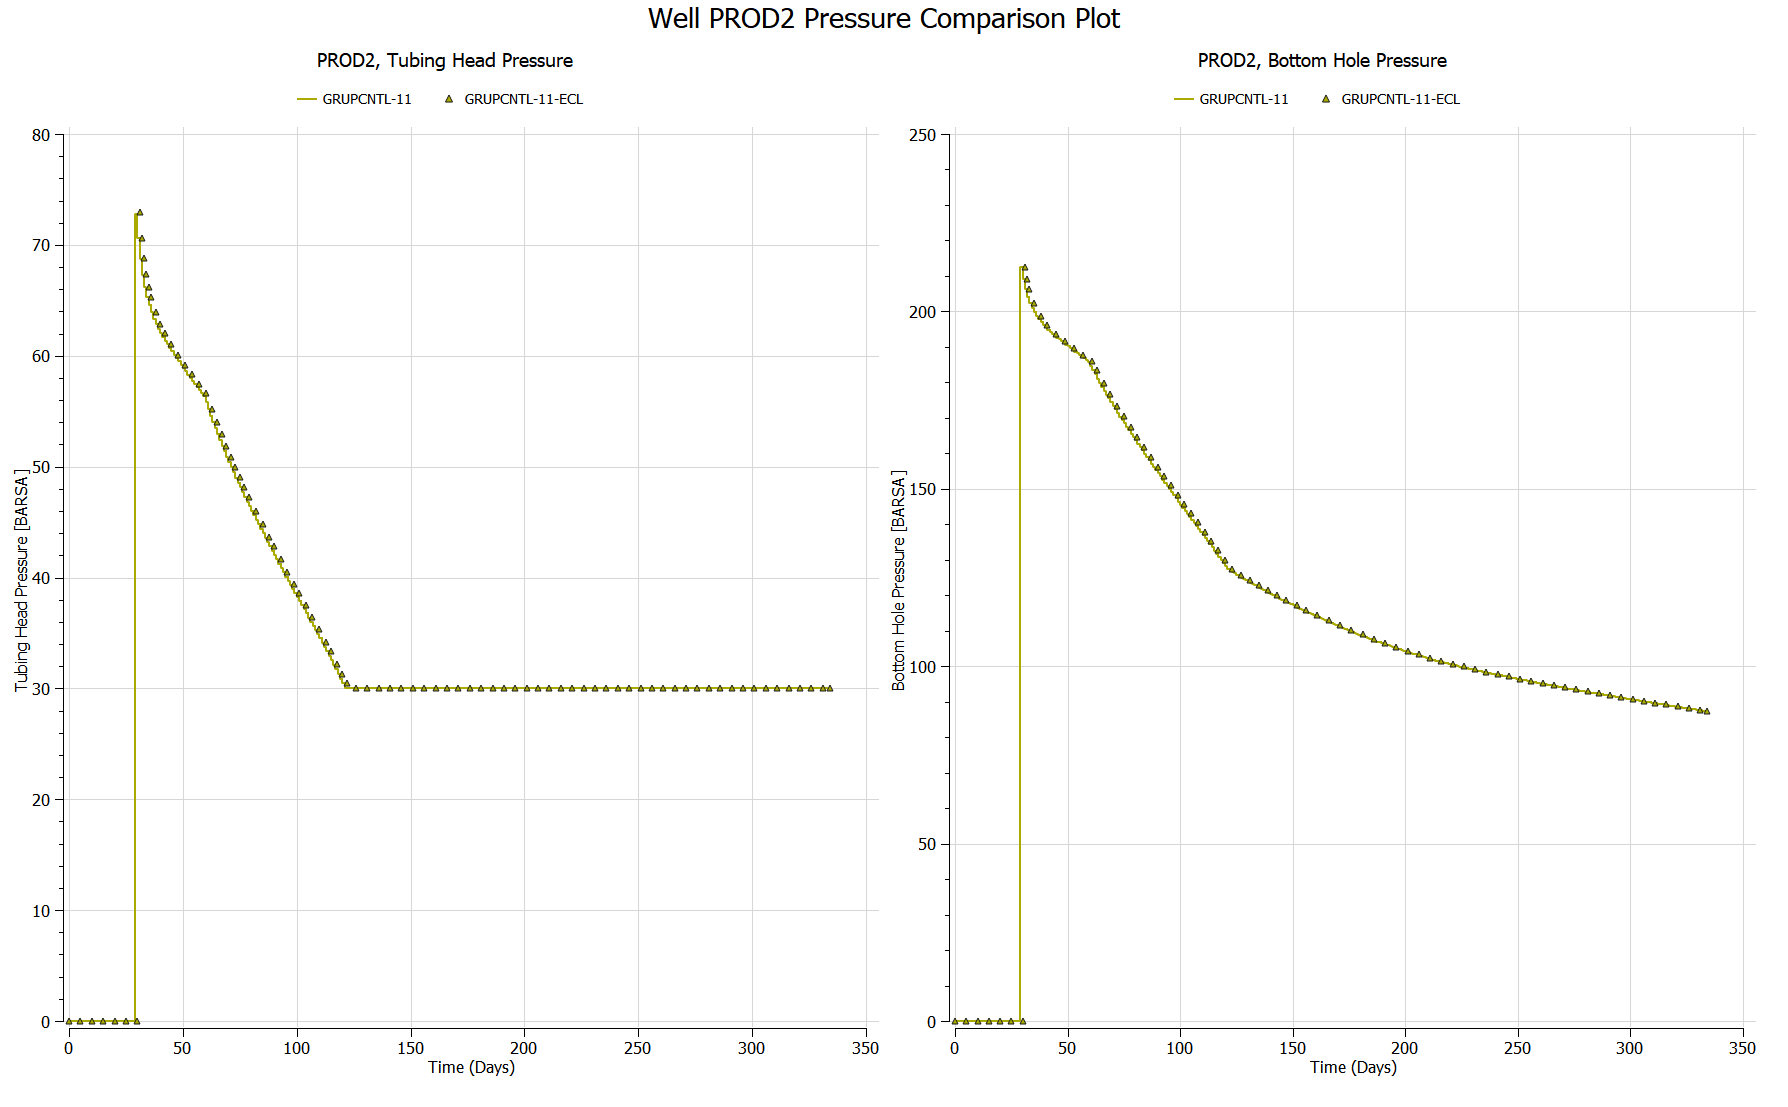 Well PROD2 Pressure Comparison Plot
PROD2, Tubing Head Pressure
GRUPCNTL-11 GRUPCNTL-11-ECL
80
70
60
50
40
30
20
10
0
Tubing Head Pressure [BARSA]
0 50 100 150 200 250 300 350
Time (Days)
PROD2, Bottom Hole Pressure
GRUPCNTL-11 GRUPCNTL-11-ECL
250
200
150
100
50
0
Bottom Hole Pressure [BARSA]
0 50 100 150 200 250 300 350
Time (Days)